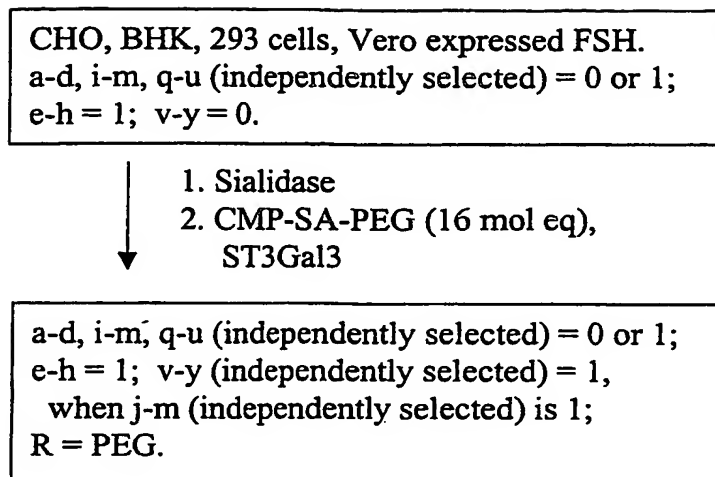 CHO, BHK, 293 cells, Vero expressed FSH.
a-d, i-m, q-u (independently selected) = 0 or 1;
e-h = 1; v-y = 0.
1. Sialidase
2. CMP-SA-PEG (16 mol eq),
ST3Gal3
a-d, i-m, q-u (independently selected) = 0 or 1;
e-h = 1; v-y (independently selected) = 1,
when j-m (independently selected) is 1;
R = PEG.